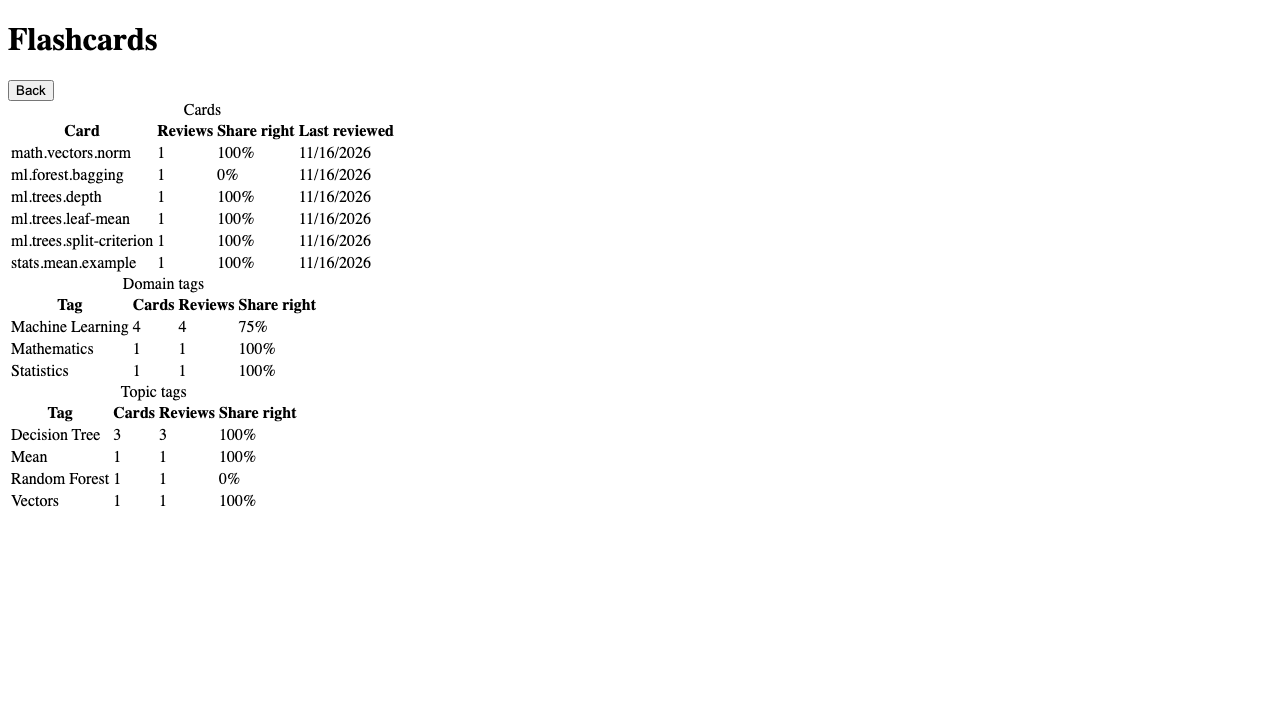 Flashcards
Back
Cards
Card Reviews Share right Last reviewed
math.vectors.norm 1 100% 11/16/2026
ml.forest.bagging 1 0% 11/16/2026
ml.trees.depth 1 100% 11/16/2026
ml.trees.leaf-mean 1 100% 11/16/2026
ml.trees.split-criterion 1 100% 11/16/2026
stats.mean.example 1 100% 11/16/2026
Domain tags
Tag Cards Reviews Share right
Machine Learning 4 4 75%
Mathematics 1 1 100%
Statistics 1 1 100%
Topic tags
Tag Cards Reviews Share right
Decision Tree 3 3 100%
Mean 1 1 100%
Random Forest 1 1 0%
Vectors 1 1 100%